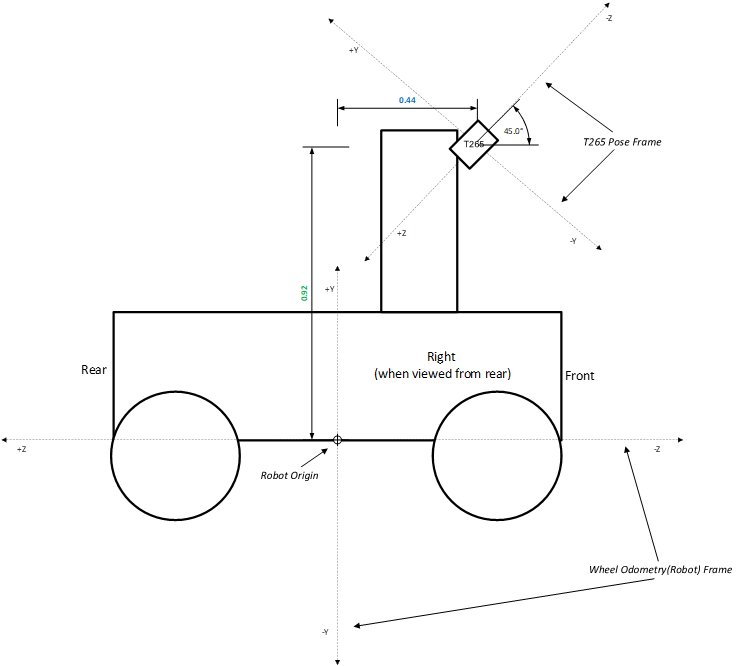 -Z
+Y
0.44
45.0°
T265
T265 Pose Frame
+Z
-Y
+Y
0.92
Right
(when viewed from rear)
Rear
Front
+Z
-Z
Robot Origin
Wheel Odometry(Robot) Frame
-Y